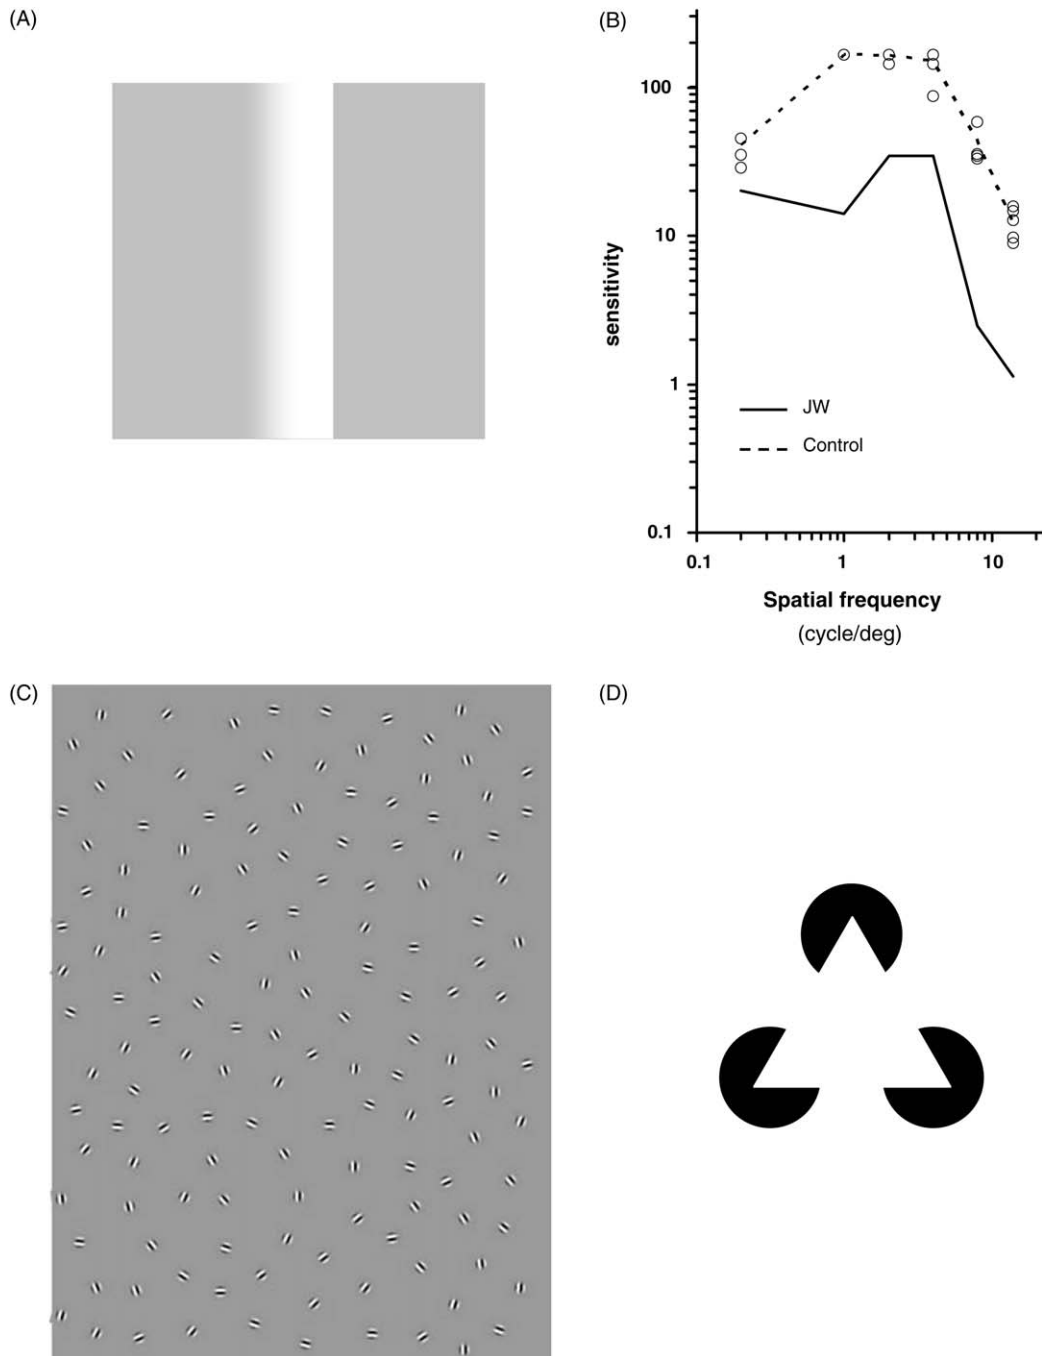 (A)
(B)
100
10
1
0.1
sensitivity
JW
Control
0.1
1
10
Spatial frequency
(cycle/deg)
(C)
(D)